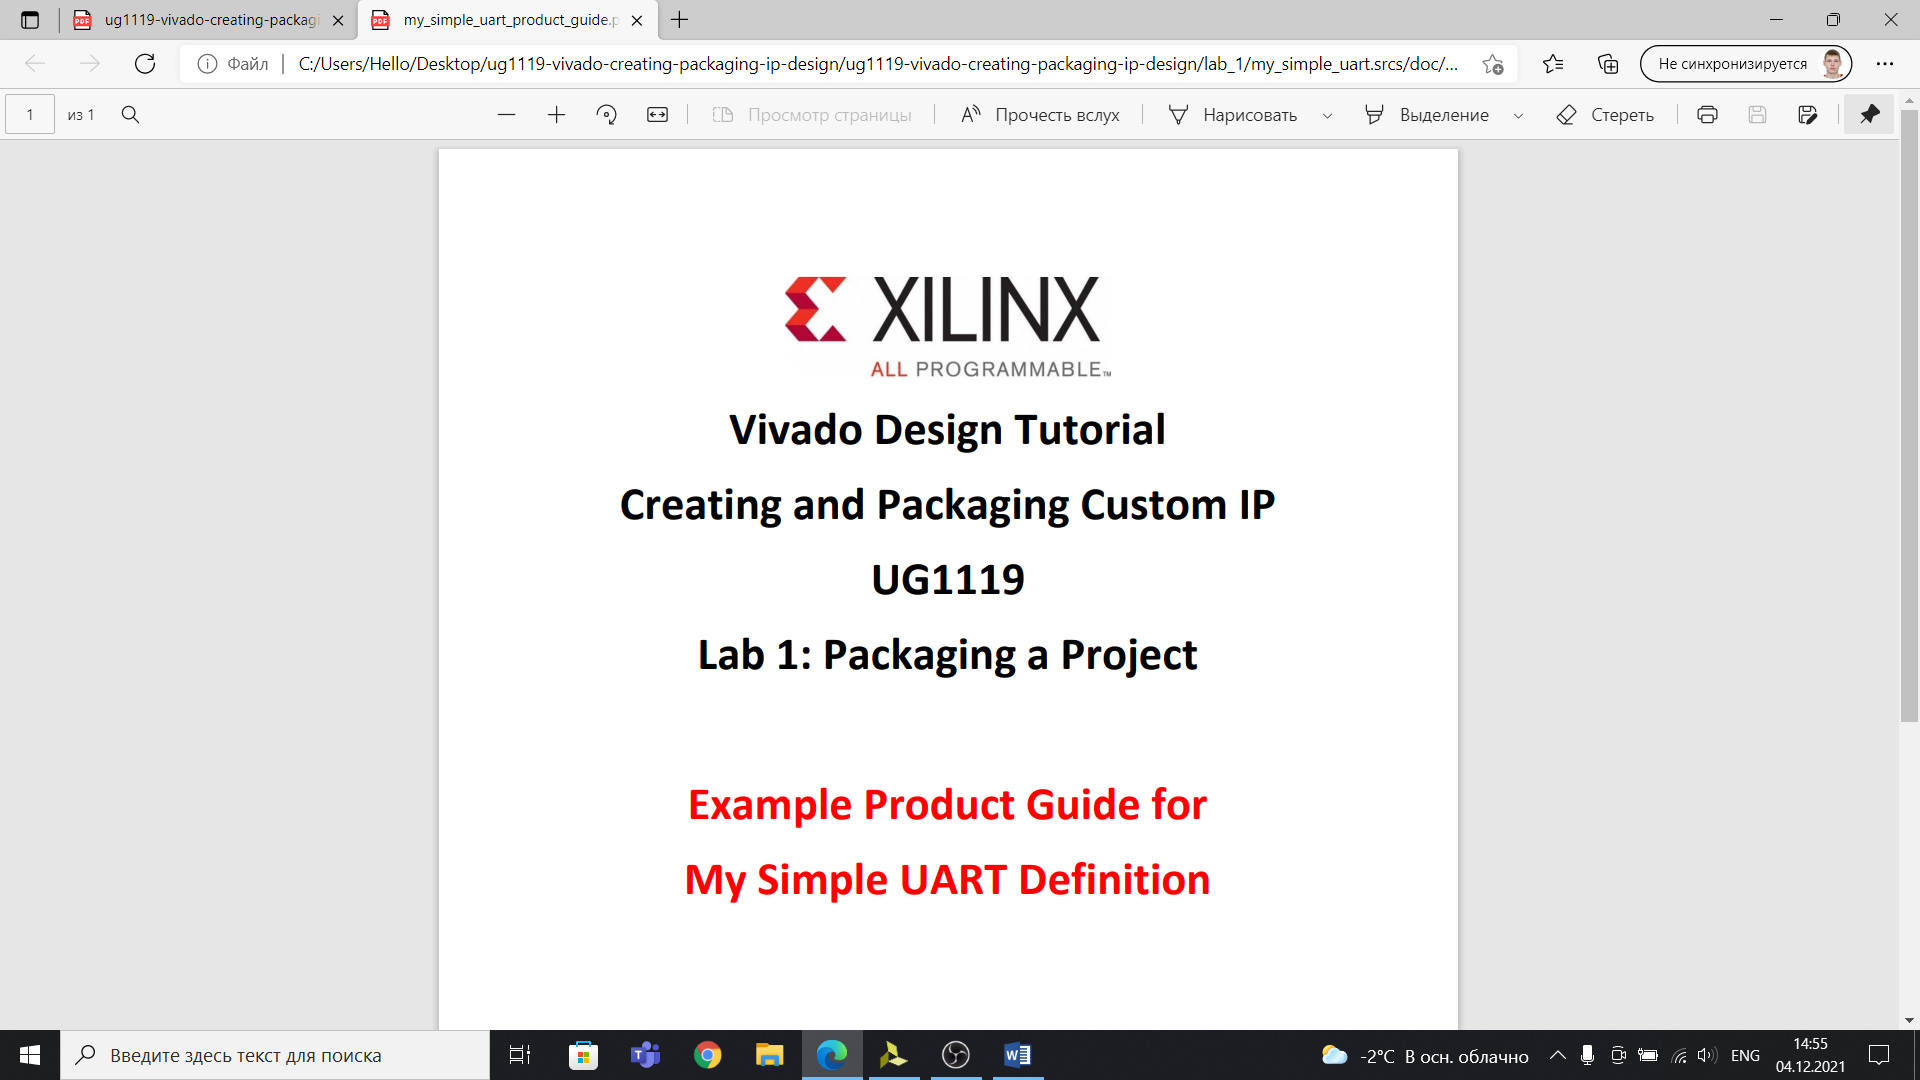 ug1119-vivado-creating-packagi
my_simple_uart_product_guide.p
Файл
C:/Users/Hello/Desktop/ug1119-vivado-creating-packaging-ip-design/ug1119-vivado-creating-packaging-ip-design/lab_1/my_simple_uart.srcs/doc/...
Не синхронизируется
1
из 1
Просмотр страницы
Прочесть вслух
Нарисовать
Выделение
Стереть
XILINX
ALL PROGRAMMABLE™
Vivado Design Tutorial
Creating and Packaging Custom IP
UG1119
Lab 1: Packaging a Project
Example Product Guide for
My Simple UART Definition
Введите здесь текст для поиска
-2°C В осн. облачно
ENG
14:55
04.12.2021